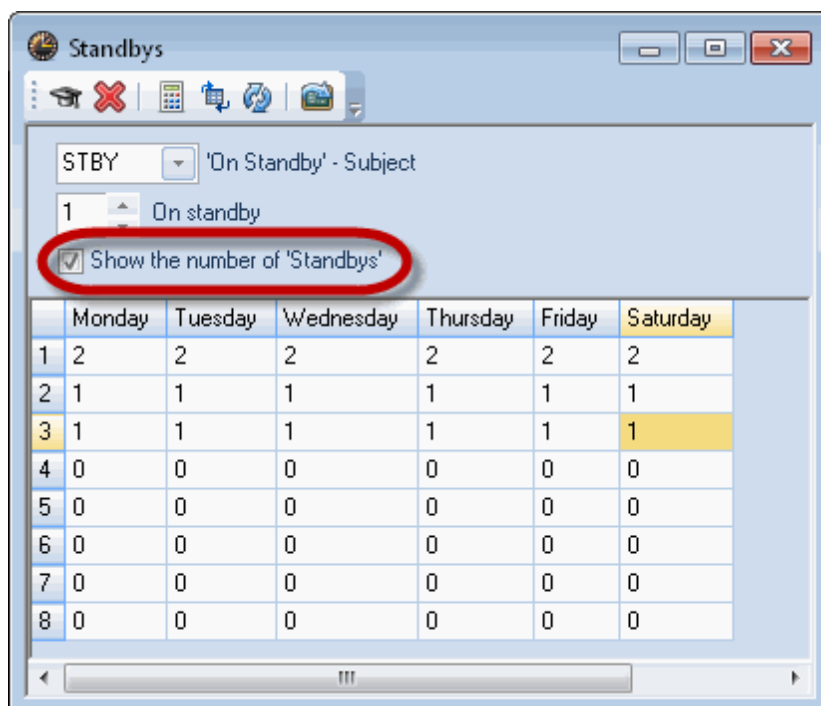 Standbys
STBY 'On Standby' - Subject
1 On standby
Show the number of 'Standbys'
Monday Tuesday Wednesday Thursday Friday Saturday
1 2 2 2 2 2 2
2 1 1 1 1 1 1
3 1 1 1 1 1 1
4 0 0 0 0 0 0
5 0 0 0 0 0 0
6 0 0 0 0 0 0
7 0 0 0 0 0 0
8 0 0 0 0 0 0